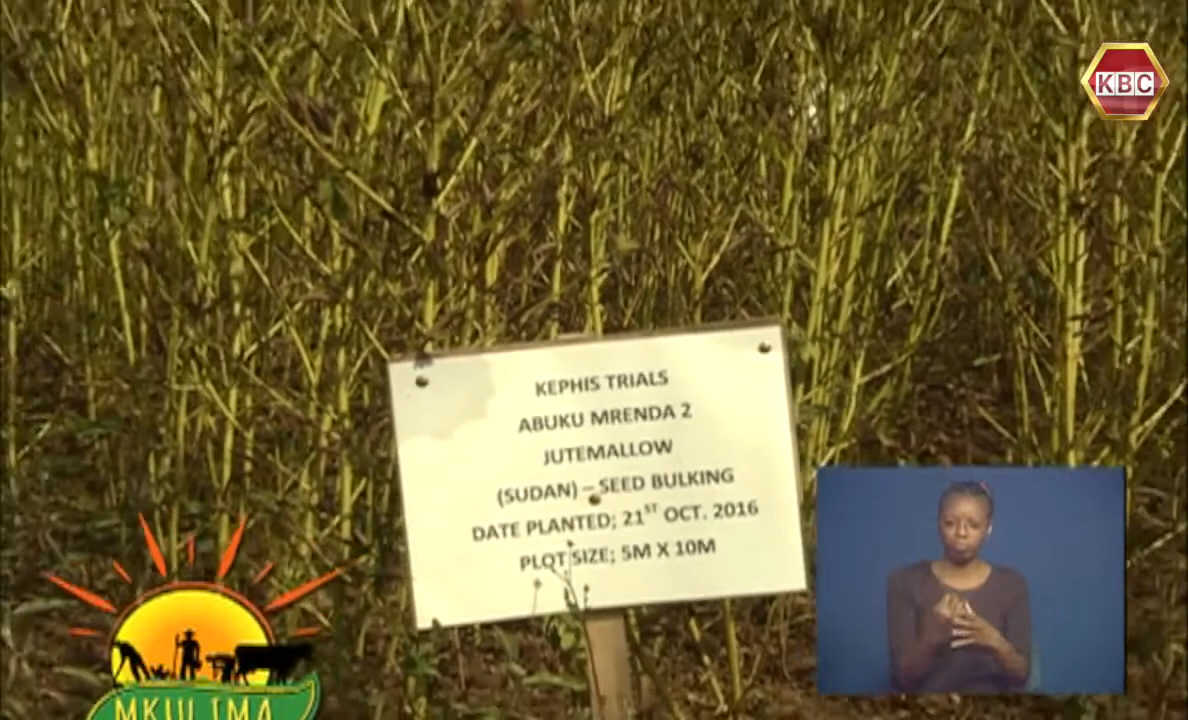 KBC
KEPHIS TRIALS
ABUKU MRENDA 2
JUTEMALLOW
(SUDAN) – SEED BULKING
DATE PLANTED; 21ST OCT. 2016
PLOT SIZE; 5M X 10M
MKULIMA